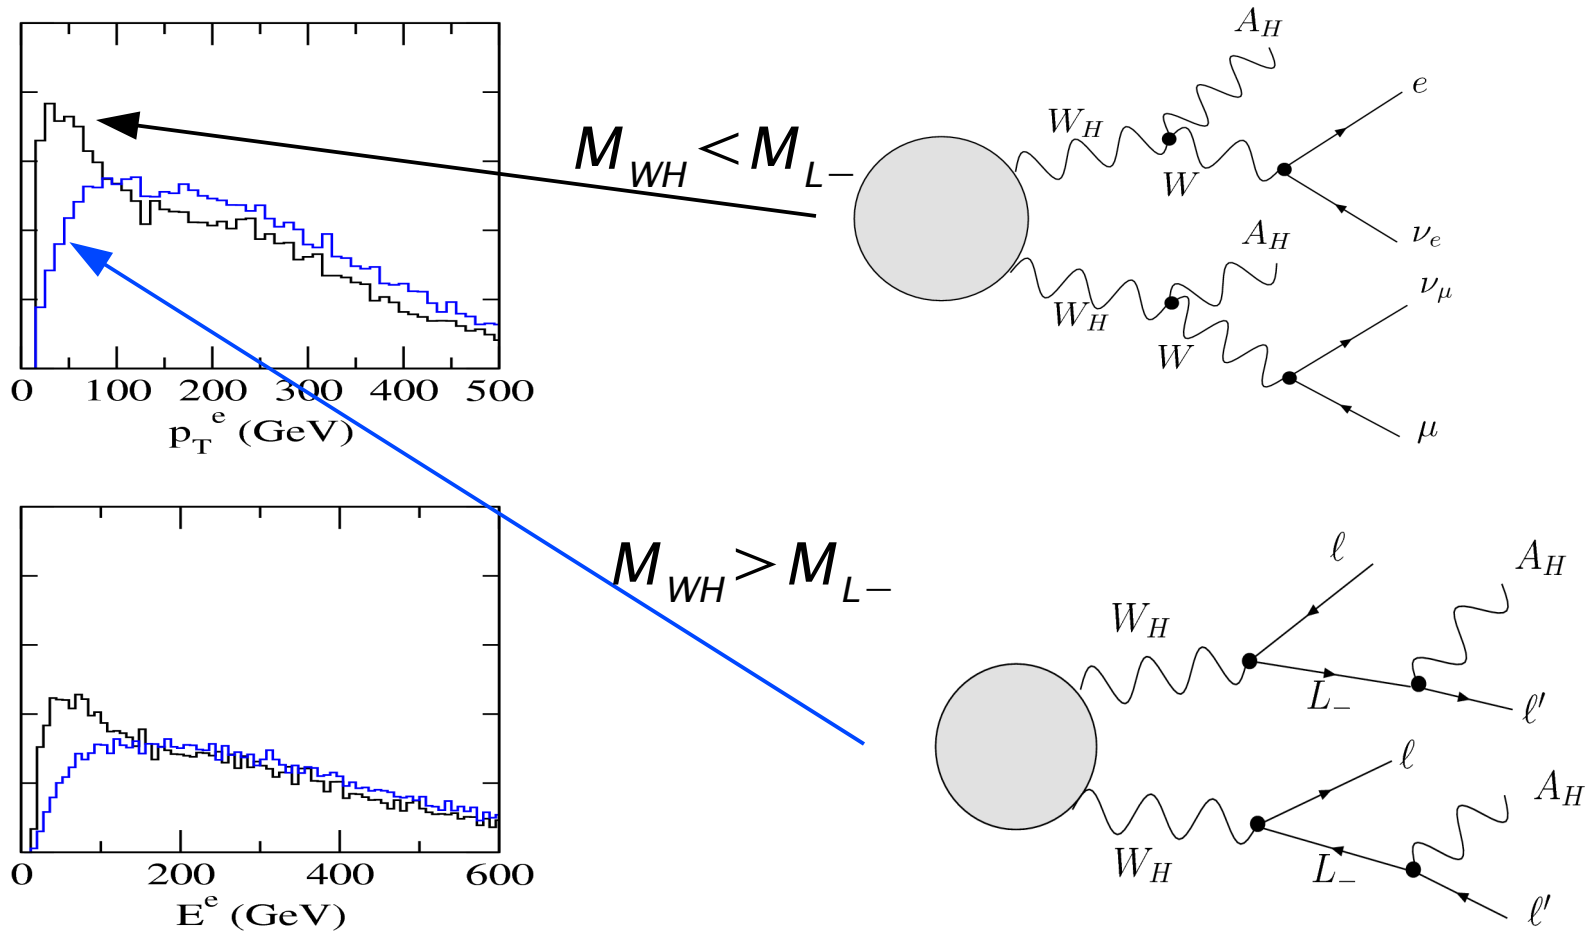 0 100 200 300 400 500
p_T^e (GeV)
M_WH < M_L−
A_H
W_H
e
W
ν_e
A_H
ν_μ
W_H
W
μ
0 200 400 600
E^e (GeV)
M_WH > M_L−
ℓ
A_H
W_H
L_−
ℓ′
ℓ
A_H
W_H
L_−
ℓ′